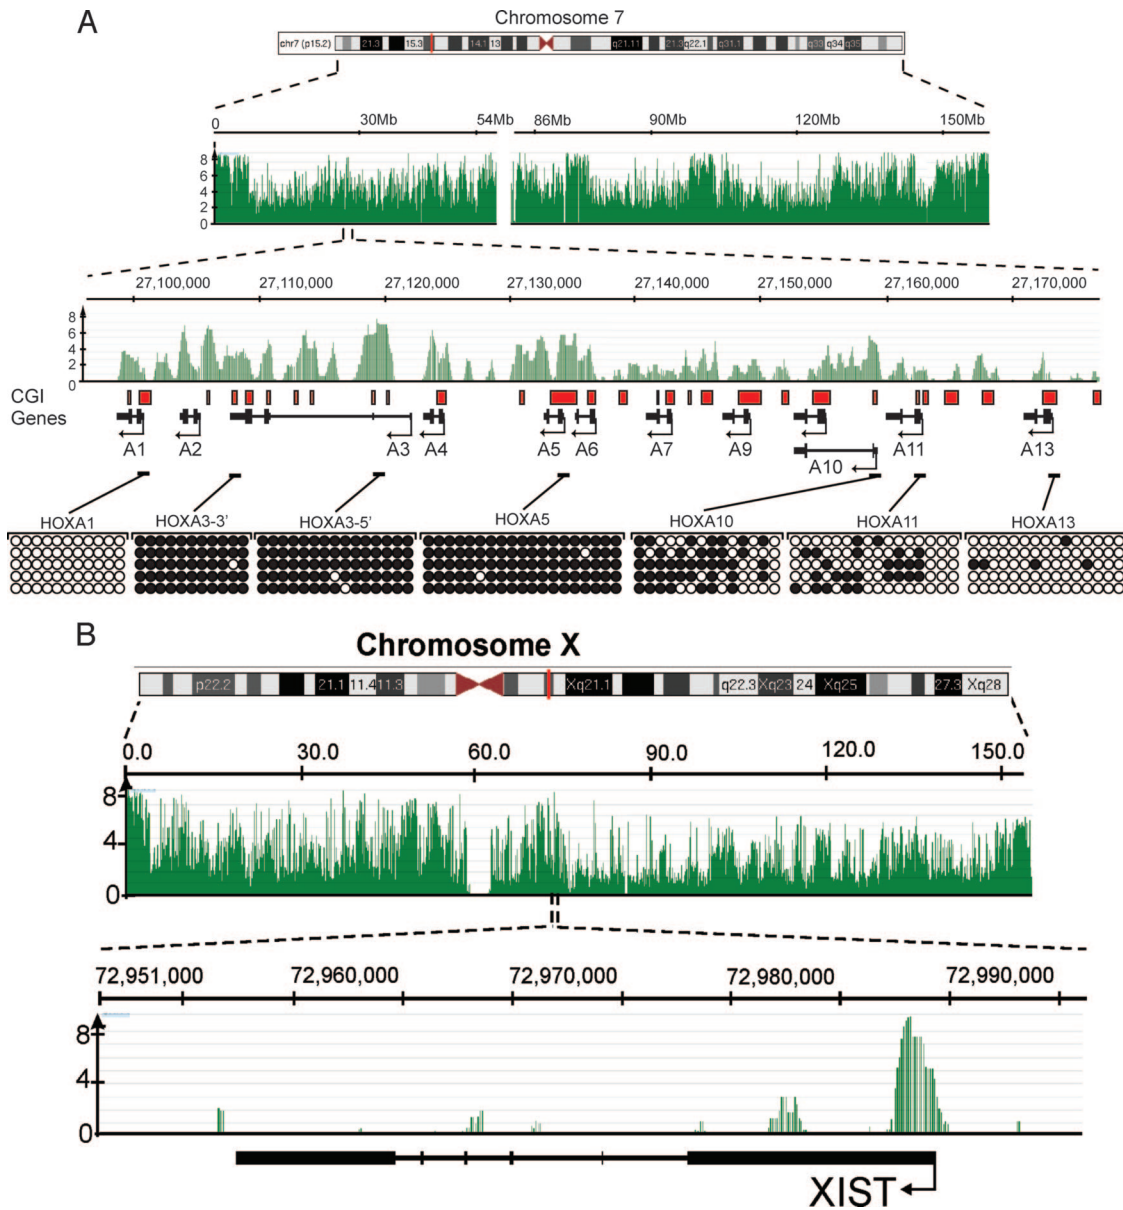 A
Chromosome 7
chr7 (p15.2) 21.3 15.3 14.1 13 q21.11 21.3 q22.1 q31.1 q33 q34 q35
0 30Mb 54Mb 86Mb 90Mb 120Mb 150Mb
8
6
4
2
0
27,100,000 27,110,000 27,120,000 27,130,000 27,140,000 27,150,000 27,160,000 27,170,000
8
6
4
2
0
CGI
Genes
A1 A2 A3 A4 A5 A6 A7 A9 A10 A11 A13
HOXA1 HOXA3-3' HOXA3-5' HOXA5 HOXA10 HOXA11 HOXA13
B
Chromosome X
p22.2 21.1 11.4 11.3 Xq21.1 q22.3 Xq23 24 Xq25 27.3 Xq28
0.0 30.0 60.0 90.0 120.0 150.0
8
4
0
72,951,000 72,960,000 72,970,000 72,980,000 72,990,000
8
4
0
XIST